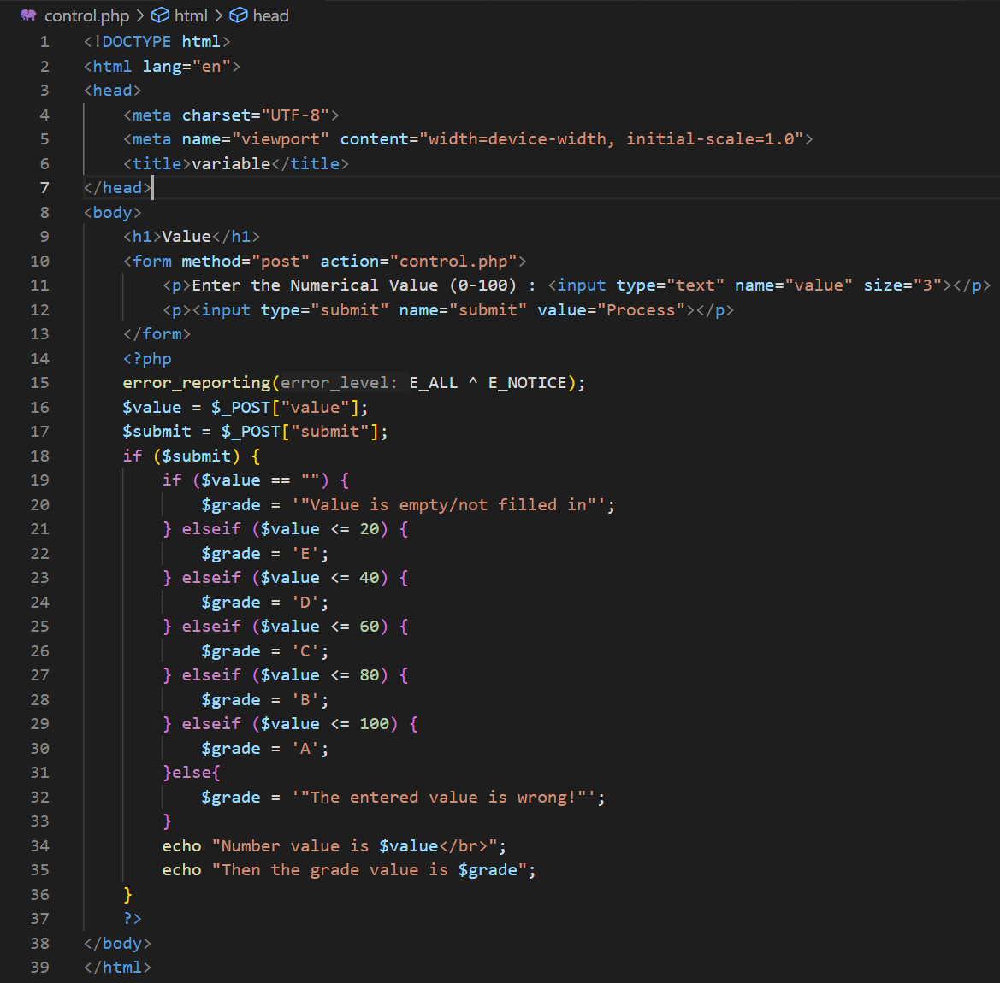 control.php > html > head
1 <!DOCTYPE html>
2 <html lang="en">
3 <head>
4     <meta charset="UTF-8">
5     <meta name="viewport" content="width=device-width, initial-scale=1.0">
6     <title>variable</title>
7 </head>
8 <body>
9     <h1>Value</h1>
10     <form method="post" action="control.php">
11         <p>Enter the Numerical Value (0-100) : <input type="text" name="value" size="3"></p>
12         <p><input type="submit" name="submit" value="Process"></p>
13     </form>
14     <?php
15     error_reporting(error_level: E_ALL ^ E_NOTICE);
16     $value = $_POST["value"];
17     $submit = $_POST["submit"];
18     if ($submit) {
19         if ($value == "") {
20             $grade = '"Value is empty/not filled in"';
21         } elseif ($value <= 20) {
22             $grade = 'E';
23         } elseif ($value <= 40) {
24             $grade = 'D';
25         } elseif ($value <= 60) {
26             $grade = 'C';
27         } elseif ($value <= 80) {
28             $grade = 'B';
29         } elseif ($value <= 100) {
30             $grade = 'A';
31         }else{
32             $grade = '"The entered value is wrong!"';
33         }
34         echo "Number value is $value</br>";
35         echo "Then the grade value is $grade";
36     }
37     ?>
38 </body>
39 </html>